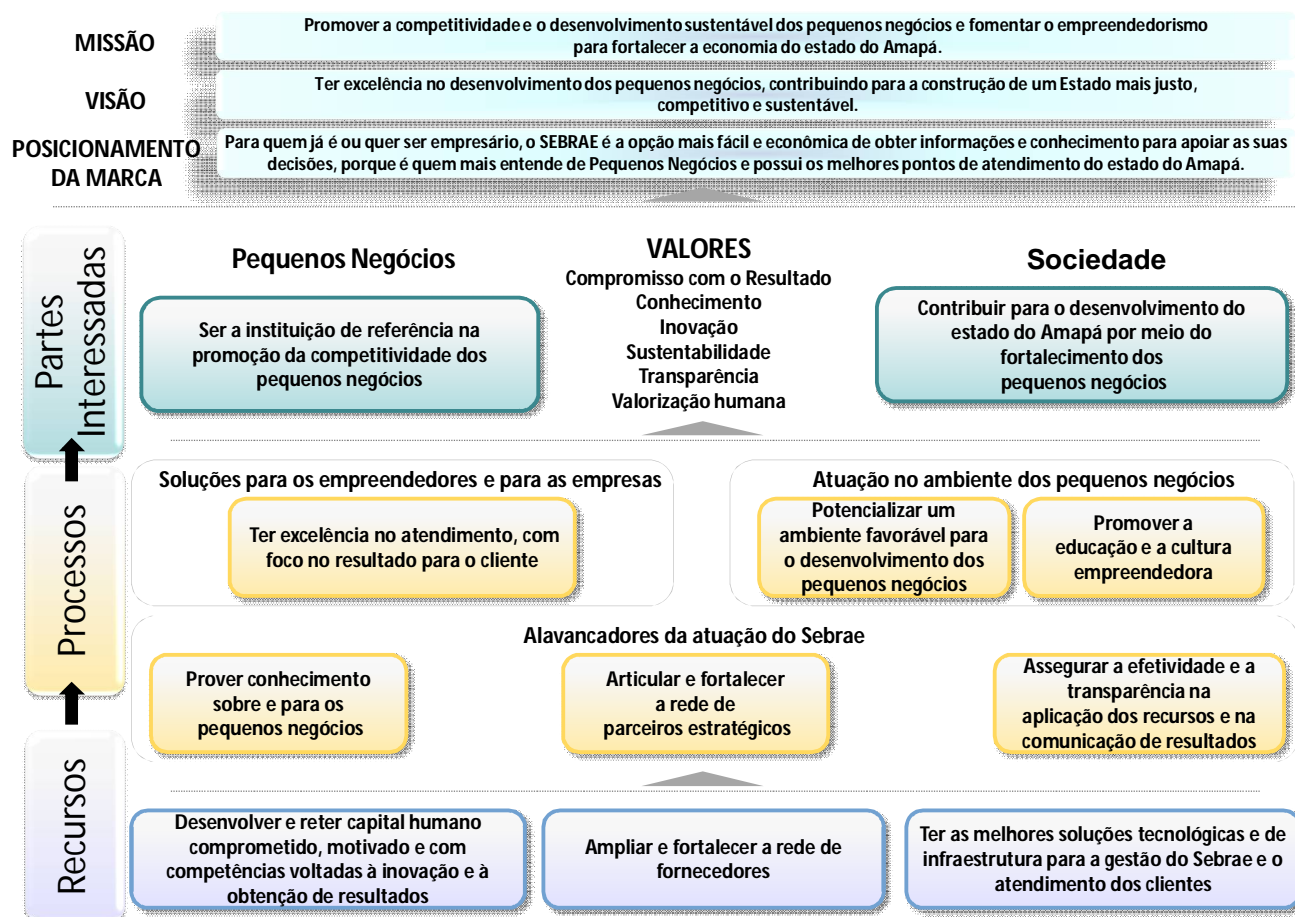 MISSÃO
Promover a competitividade e o desenvolvimento sustentável dos pequenos negócios e fomentar o empreendedorismo
para fortalecer a economia do estado do Amapá.
VISÃO
Ter excelência no desenvolvimento dos pequenos negócios, contribuindo para a construção de um Estado mais justo,
competitivo e sustentável.
POSICIONAMENTO
DA MARCA
Para quem já é ou quer ser empresário, o SEBRAE é a opção mais fácil e econômica de obter informações e conhecimento para apoiar as suas
decisões, porque é quem mais entende de Pequenos Negócios e possui os melhores pontos de atendimento do estado do Amapá.
Partes
Interessadas
Pequenos Negócios
Ser a instituição de referência na
promoção da competitividade dos
pequenos negócios
VALORES
Compromisso com o Resultado
Conhecimento
Inovação
Sustentabilidade
Transparência
Valorização humana
Sociedade
Contribuir para o desenvolvimento do
estado do Amapá por meio do
fortalecimento dos
pequenos negócios
Processos
Soluções para os empreendedores e para as empresas
Ter excelência no atendimento, com
foco no resultado para o cliente
Atuação no ambiente dos pequenos negócios
Potencializar um
ambiente favorável para
o desenvolvimento dos
pequenos negócios
Promover a
educação e a cultura
empreendedora
Alavancadores da atuação do Sebrae
Prover conhecimento
sobre e para os
pequenos negócios
Articular e fortalecer
a rede de
parceiros estratégicos
Assegurar a efetividade e a
transparência na
aplicação dos recursos e na
comunicação de resultados
Recursos
Desenvolver e reter capital humano
comprometido, motivado e com
competências voltadas à inovação e à
obtenção de resultados
Ampliar e fortalecer a rede de
fornecedores
Ter as melhores soluções tecnológicas e de
infraestrutura para a gestão do Sebrae e o
atendimento dos clientes